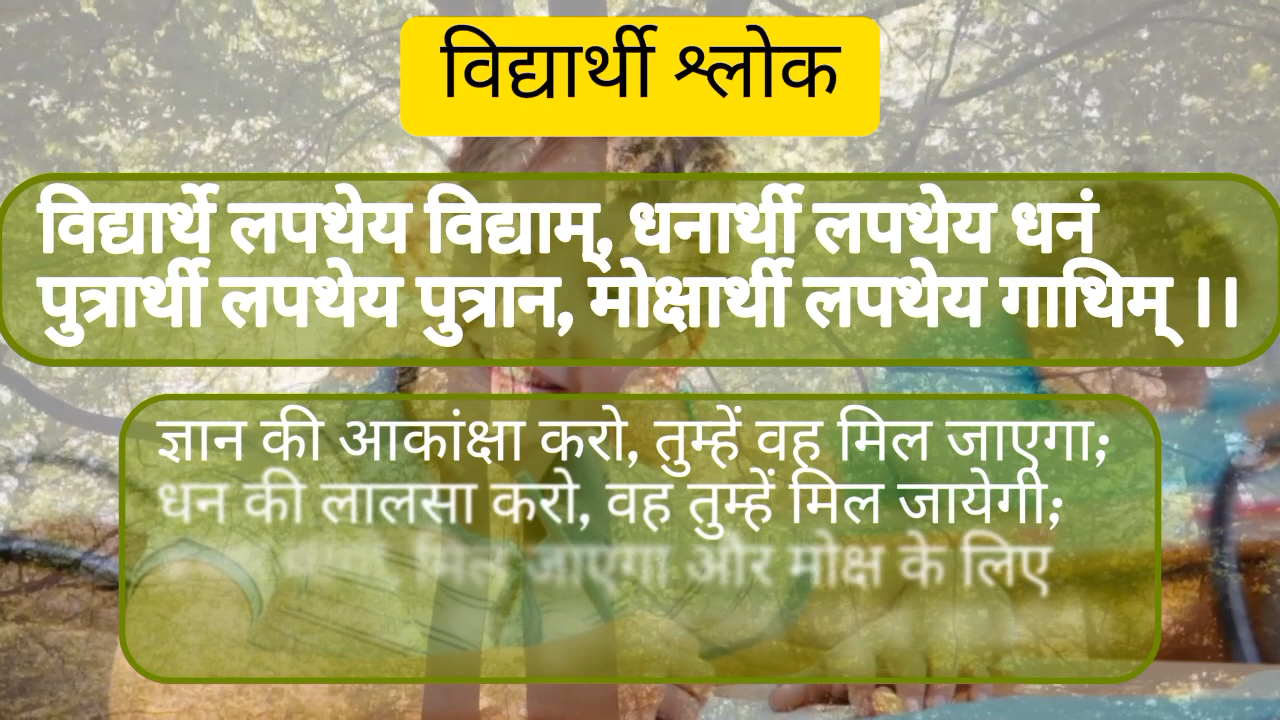 विद्यार्थी श्लोक
विद्यार्थे लपथेय विद्याम्, धनार्थी लपथेय धनं
पुत्रार्थी लपथेय पुत्रान, मोक्षार्थी लपथेय गाथिम् ।।
ज्ञान की आकांक्षा करो, तुम्हें वह मिल जाएगा;
धन की लालसा करो, वह तुम्हें मिल जायेगी;
मिल जाएगा और मोक्ष के लिए